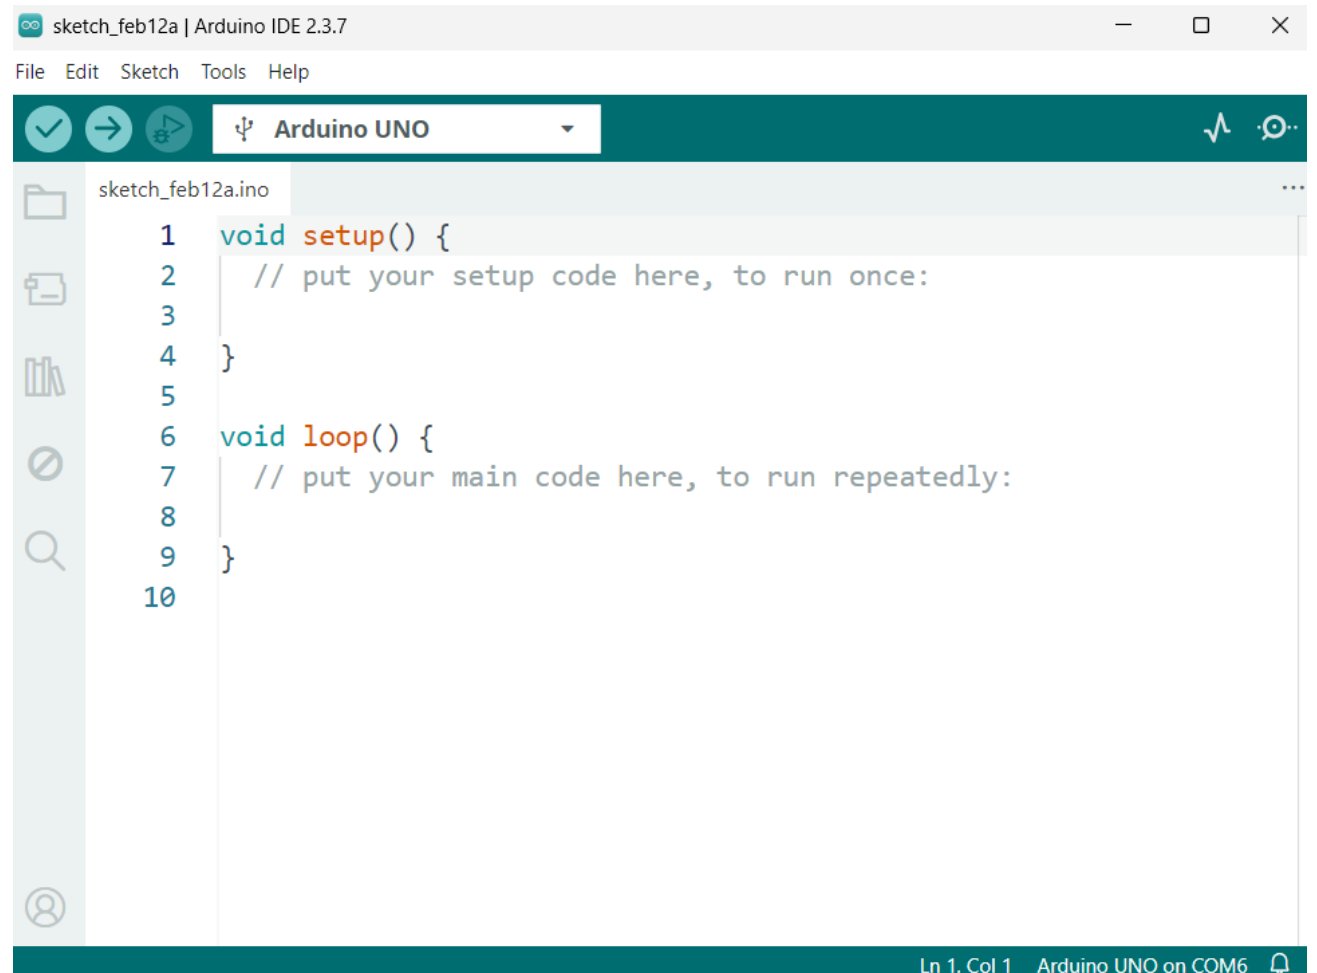 sketch_feb12a | Arduino IDE 2.3.7
File Edit Sketch Tools Help
Arduino UNO
sketch_feb12a.ino
1 void setup() {
2 // put your setup code here, to run once:
3
4 }
5
6 void loop() {
7 // put your main code here, to run repeatedly:
8
9 }
10
Ln 1, Col 1 Arduino UNO on COM6